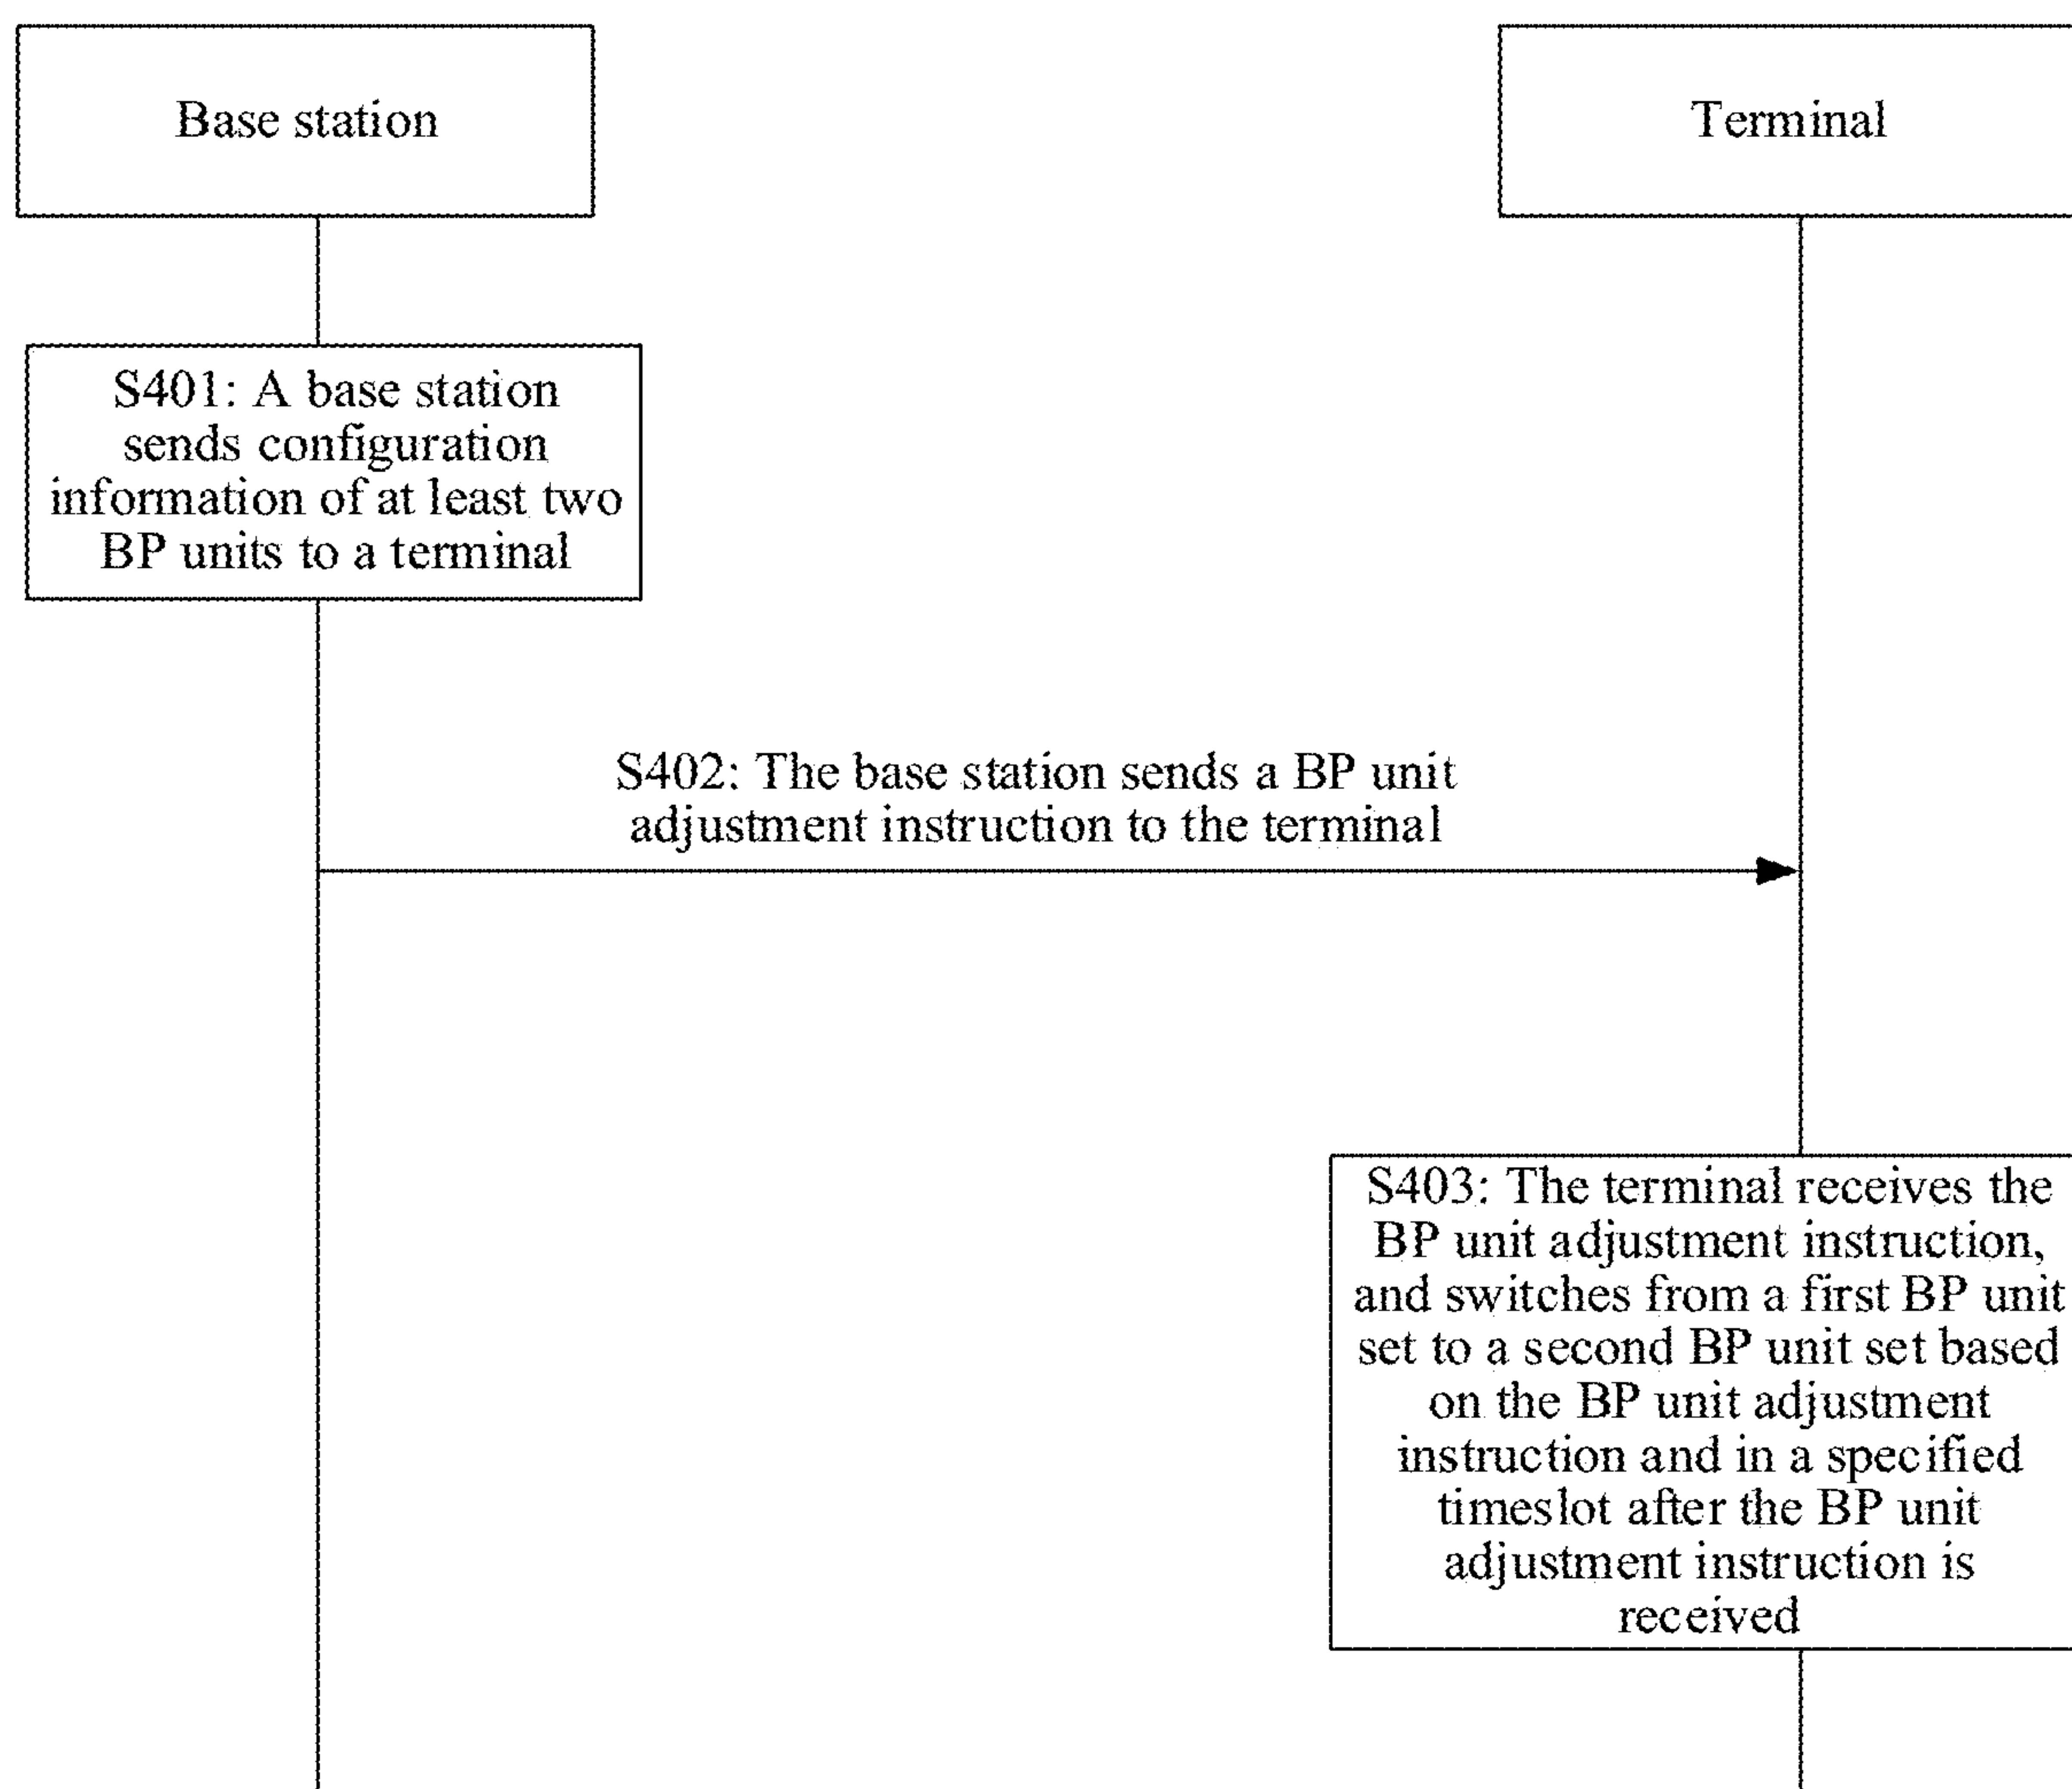 Base station
Terminal
S401: A base station
sends configuration
information of at least two
BP units to a terminal
S402: The base station sends a BP unit
adjustment instruction to the terminal
S403: The terminal receives the
BP unit adjustment instruction,
and switches from a first BP unit
set to a second BP unit set based
on the BP unit adjustment
instruction and in a specified
timeslot after the BP unit
adjustment instruction is
received